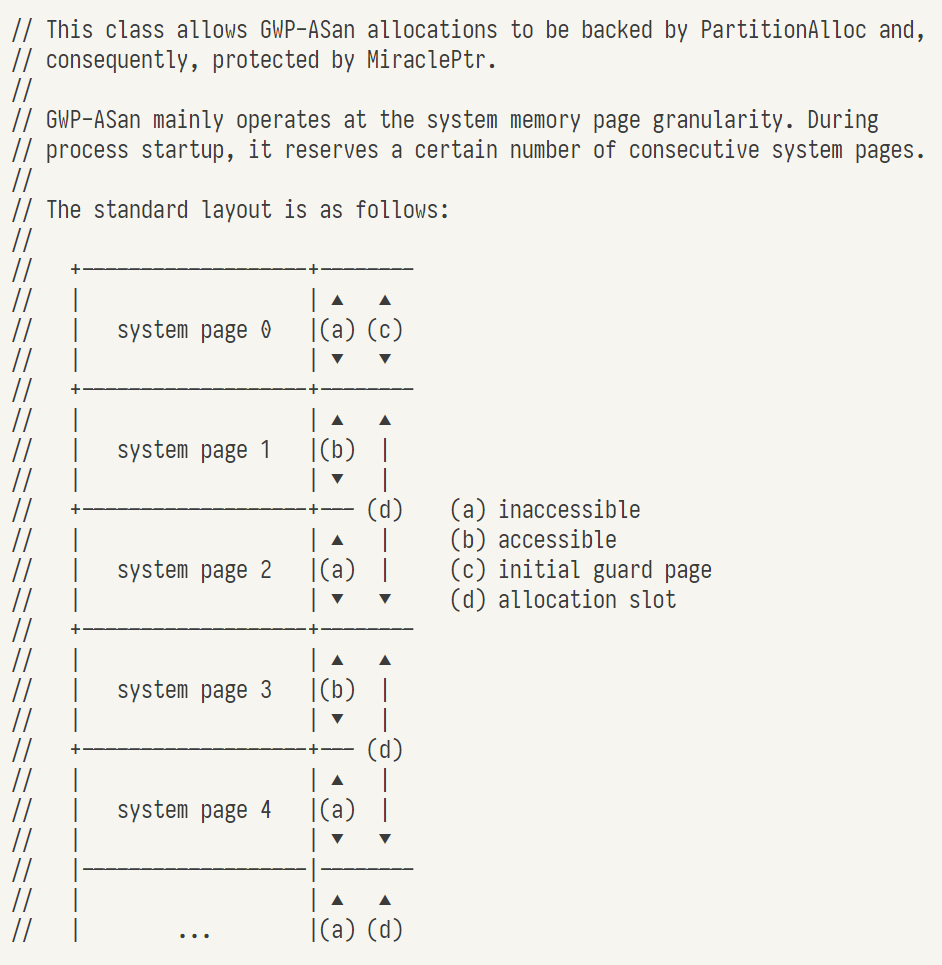 // This class allows GWP-ASan allocations to be backed by PartitionAlloc and,
// consequently, protected by MiraclePtr.
//
// GWP-ASan mainly operates at the system memory page granularity. During
// process startup, it reserves a certain number of consecutive system pages.
//
// The standard layout is as follows:
//
//   +-------------------+--------
//   |                   | ▲   ▲
//   |   system page 0   |(a) (c)
//   |                   | ▼   ▼
//   +-------------------+--------
//   |                   | ▲   ▲
//   |   system page 1   |(b)  |
//   |                   | ▼   |
//   +-------------------+--- (d)    (a) inaccessible
//   |                   | ▲   |     (b) accessible
//   |   system page 2   |(a)  |     (c) initial guard page
//   |                   | ▼   ▼     (d) allocation slot
//   +-------------------+--------
//   |                   | ▲   ▲
//   |   system page 3   |(b)  |
//   |                   | ▼   |
//   +-------------------+--- (d)
//   |                   | ▲   |
//   |   system page 4   |(a)  |
//   |                   | ▼   ▼
//   |-------------------|--------
//   |                   | ▲   ▲
//   |        ...        |(a) (d)